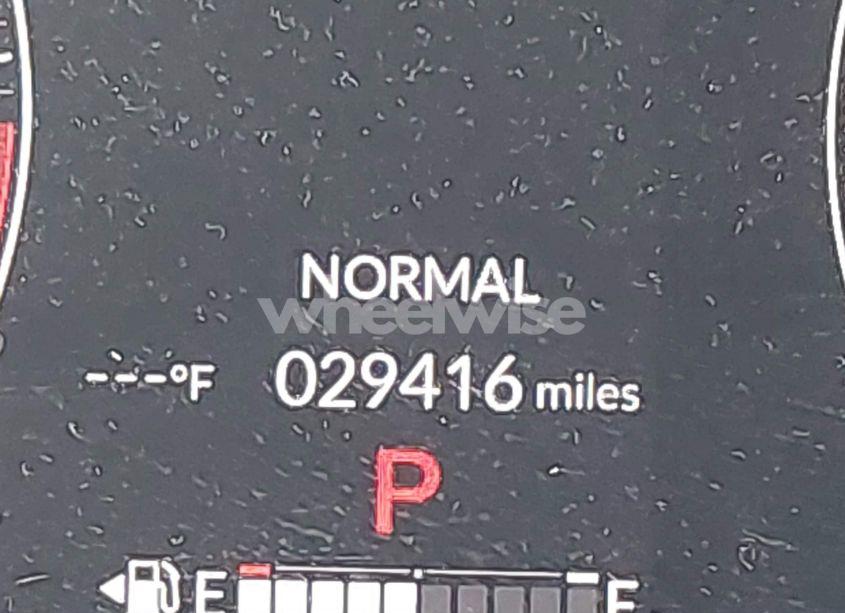 NORMAL
wheelwise
---°F 029416 miles
P
E F